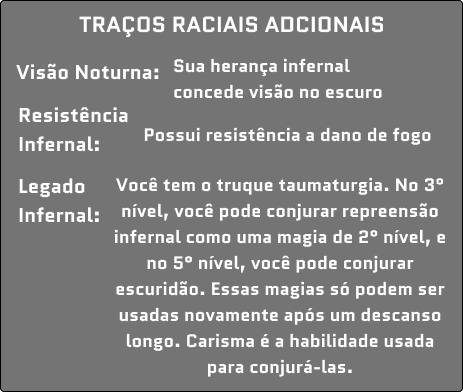 TRAÇOS RACIAIS ADCIONAIS
Visão Noturna: Sua herança infernal
concede visão no escuro
Resistência
Infernal: Possui resistência a dano de fogo
Legado Você tem o truque taumaturgia. No 3°
Infernal: nível, você pode conjurar repreensão
infernal como uma magia de 2° nível, e
no 5° nível, você pode conjurar
escuridão. Essas magias só podem ser
usadas novamente após um descanso
longo. Carisma é a habilidade usada
para conjurá-las.